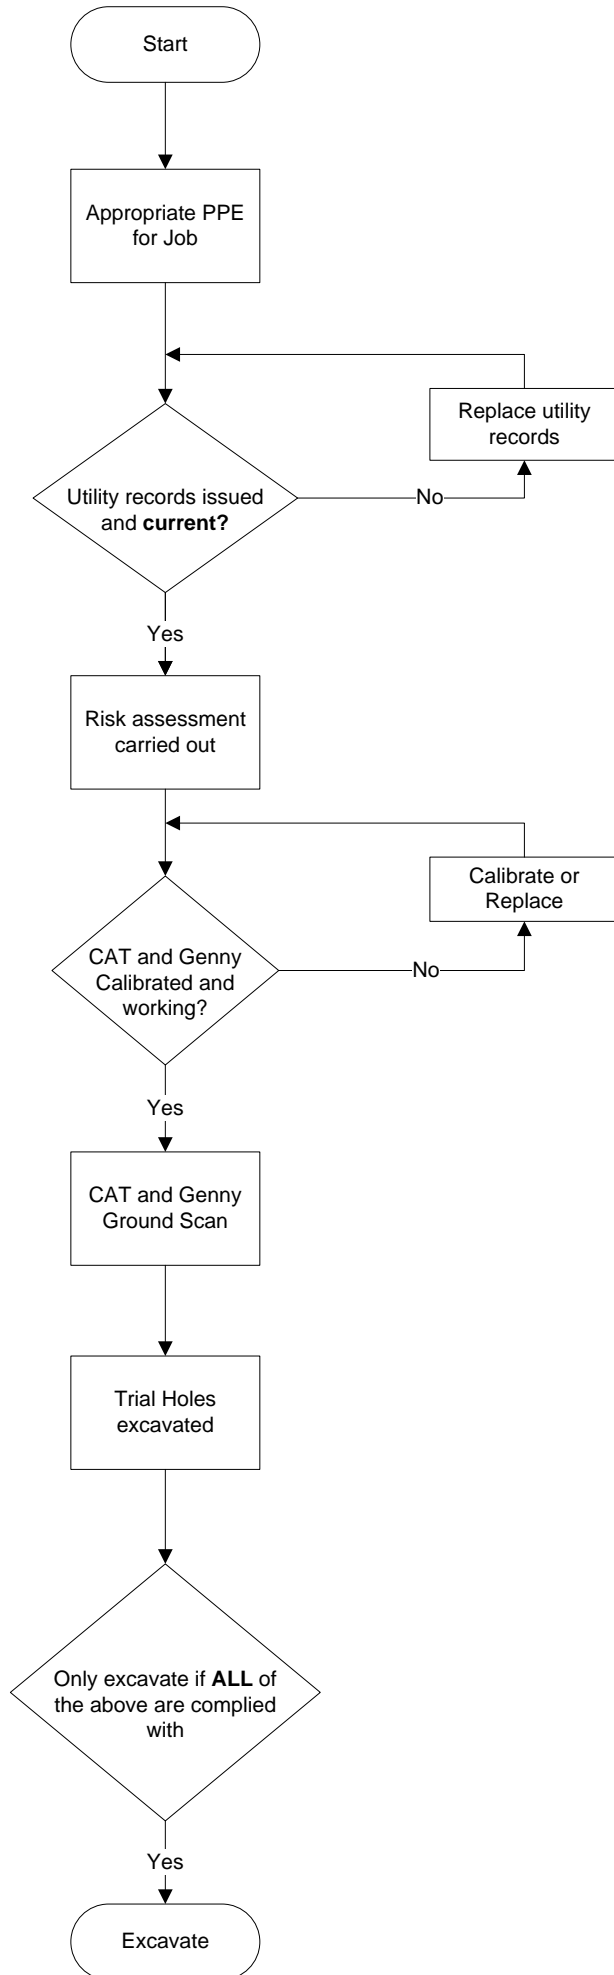 Start
Appropriate PPE
for Job
Replace utility
records
Utility records issued
and current?
No
Yes
Risk assessment
carried out
Calibrate or
Replace
CAT and Genny
Calibrated and
working?
No
Yes
CAT and Genny
Ground Scan
Trial Holes
excavated
Only excavate if ALL of
the above are complied
with
Yes
Excavate